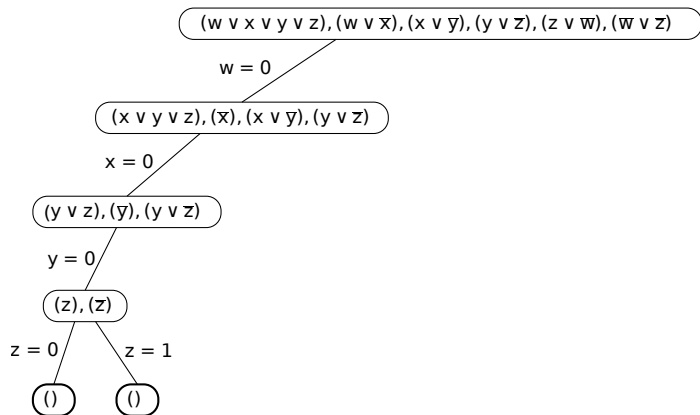 (w ∨ x ∨ y ∨ z), (w ∨ x̅), (x ∨ y̅), (y ∨ z̅), (z ∨ w̅), (w̅ ∨ z̅)
w = 0
(x ∨ y ∨ z), (x̅), (x ∨ y̅), (y ∨ z̅)
x = 0
(y ∨ z), (y̅), (y ∨ z̅)
y = 0
(z), (z̅)
z = 0 z = 1
() ()